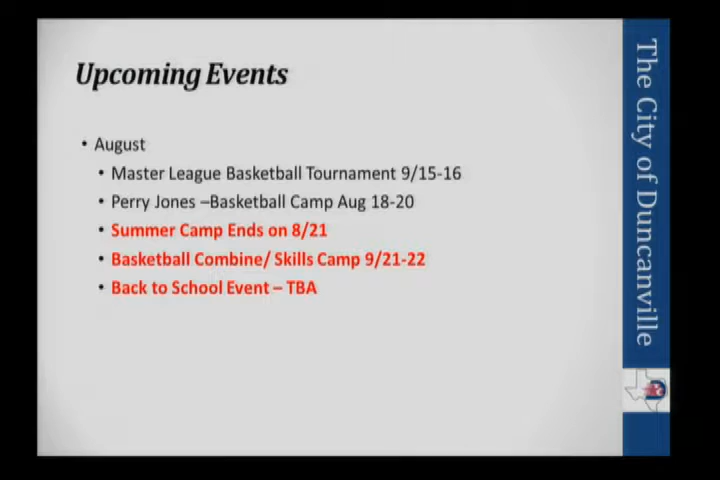 Upcoming Events
• August
• Master League Basketball Tournament 9/15-16
• Perry Jones –Basketball Camp Aug 18-20
• Summer Camp Ends on 8/21
• Basketball Combine/ Skills Camp 9/21-22
• Back to School Event – TBA
The City of Duncanville